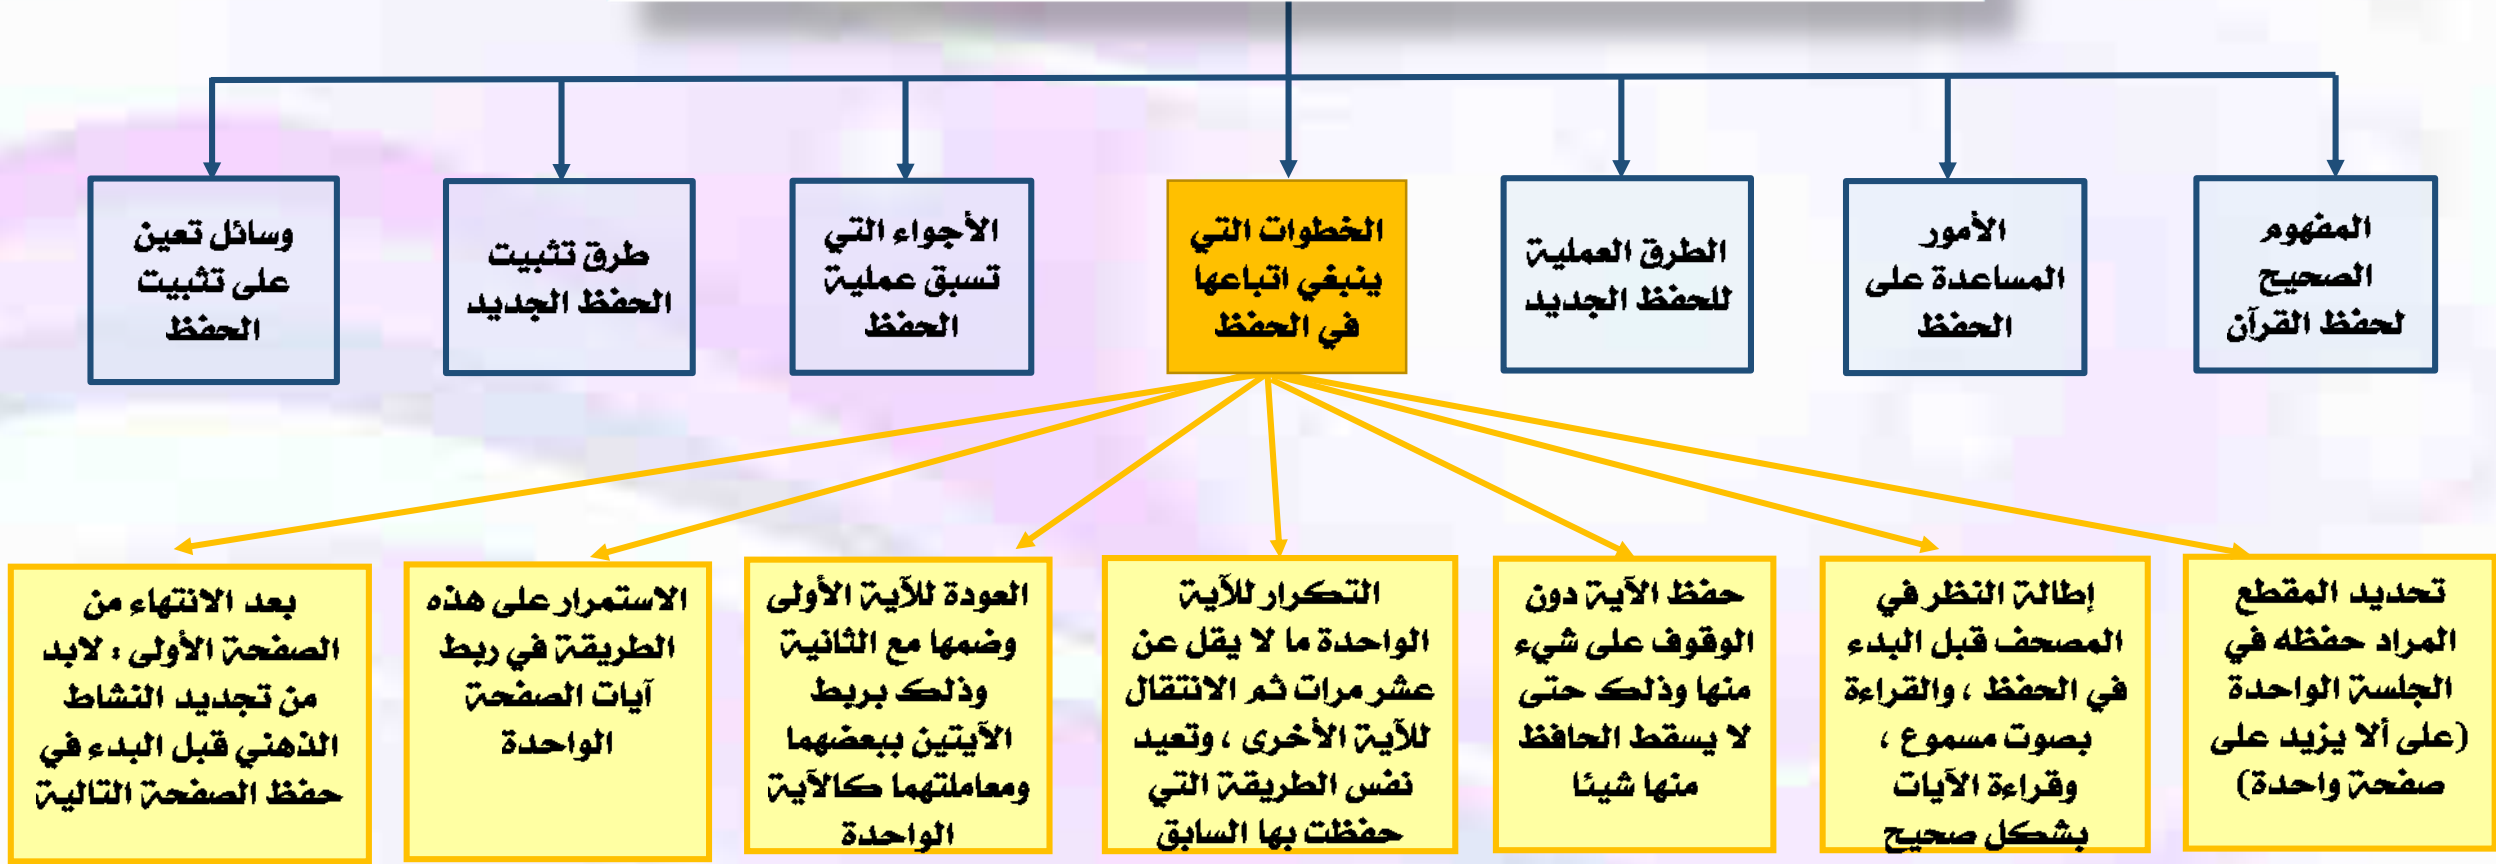 المفهوم
الصحيح
لحفظ القرآن
الأمور
المساعدة على
الحفظ
الطرق العملية
للحفظ الجديد
الخطوات التي
ينبغي اتباعها
في الحفظ
الأجواء التي
تسبق عملية
الحفظ
طرق تثبيت
الحفظ الجديد
وسائل تعين
على تثبيت
الحفظ
تحديد المقطع
المراد حفظه في
الجلسة الواحدة
(على ألا يزيد على
صفحة واحدة)
إطالة النظر في
المصحف قبل البدء
في الحفظ ، والقراءة
بصوت مسموع ،
وقراءة الآيات
بشكل صحيح
حفظ الآية دون
الوقوف على شيء
منها وذلك حتى
لا يسقط الحافظ
منها شيئا
التكرار للآية
الواحدة ما لا يقل عن
عشر مرات ثم الانتقال
للآية الأخرى ، وتعيد
نفس الطريقة التي
حفظت بها السابق
العودة للآية الأولى
وضمها مع الثانية
وذلك بربط
الآيتين ببعضهما
ومعاملتهما كالآية
الواحدة
الاستمرار على هذه
الطريقة في ربط
آيات الصفحة
الواحدة
بعد الانتهاء من
الصفحة الأولى : لابد
من تجديد النشاط
الذهني قبل البدء في
حفظ الصفحة التالية